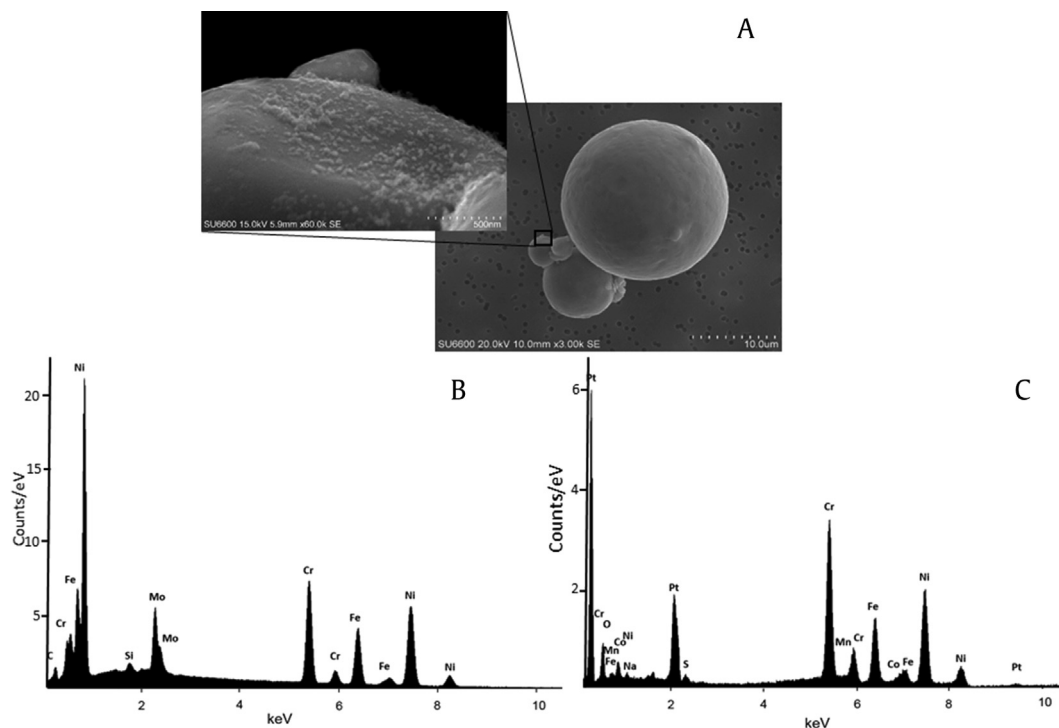 A
SU6600 15.0kV 5.9mm x60.0k SE 500nm
SU6600 20.0kV 10.0mm x3.00k SE 10.0um
B
Counts/eV
20
15
10
5
Ni
Fe
Cr
C
Si
Mo
Mo
Cr
Cr
Fe
Fe
Ni
Ni
2 4 6 8 10
keV
C
Counts/eV
6
4
2
Pt
Cr
O
Mn
Fe
Co
Ni
Na
Pt
S
Cr
Mn
Cr
Fe
Co
Fe
Ni
Ni
Pt
2 4 6 8 10
keV